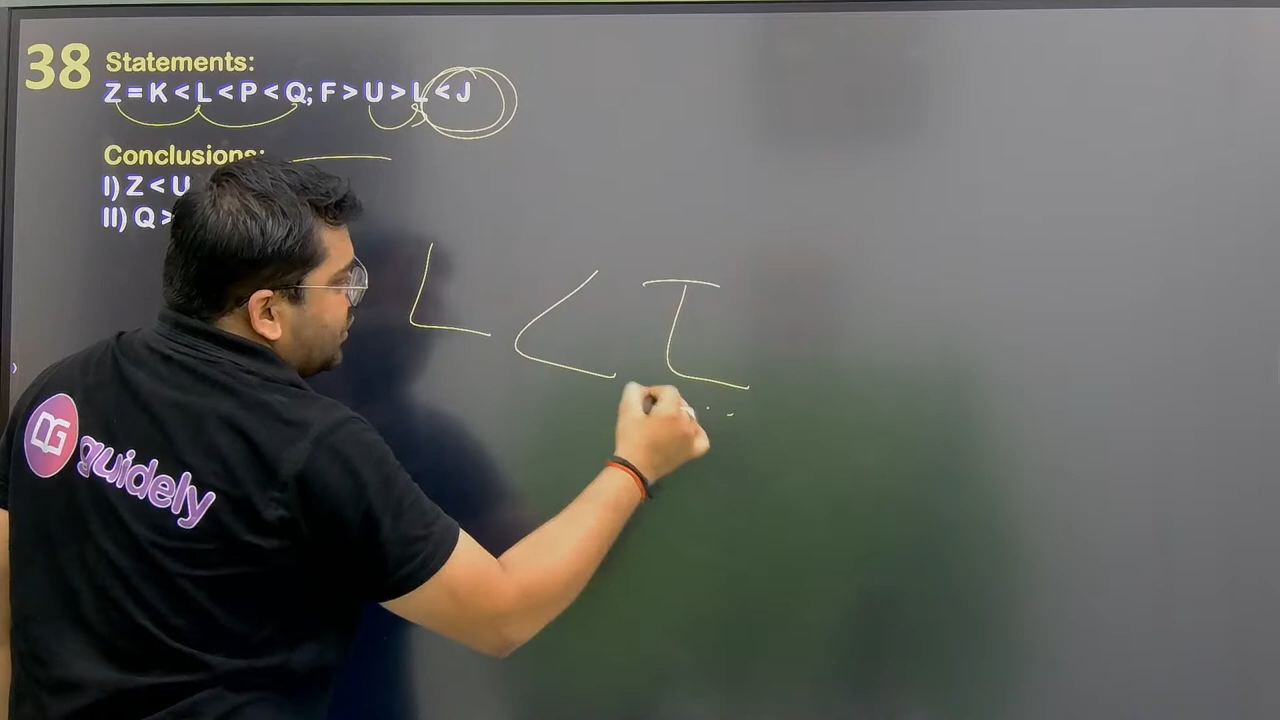 38 Statements:
Z = K < L < P < Q; F > U > L < J
Conclusions:
I) Z < U
II) Q >
L < J
guidely